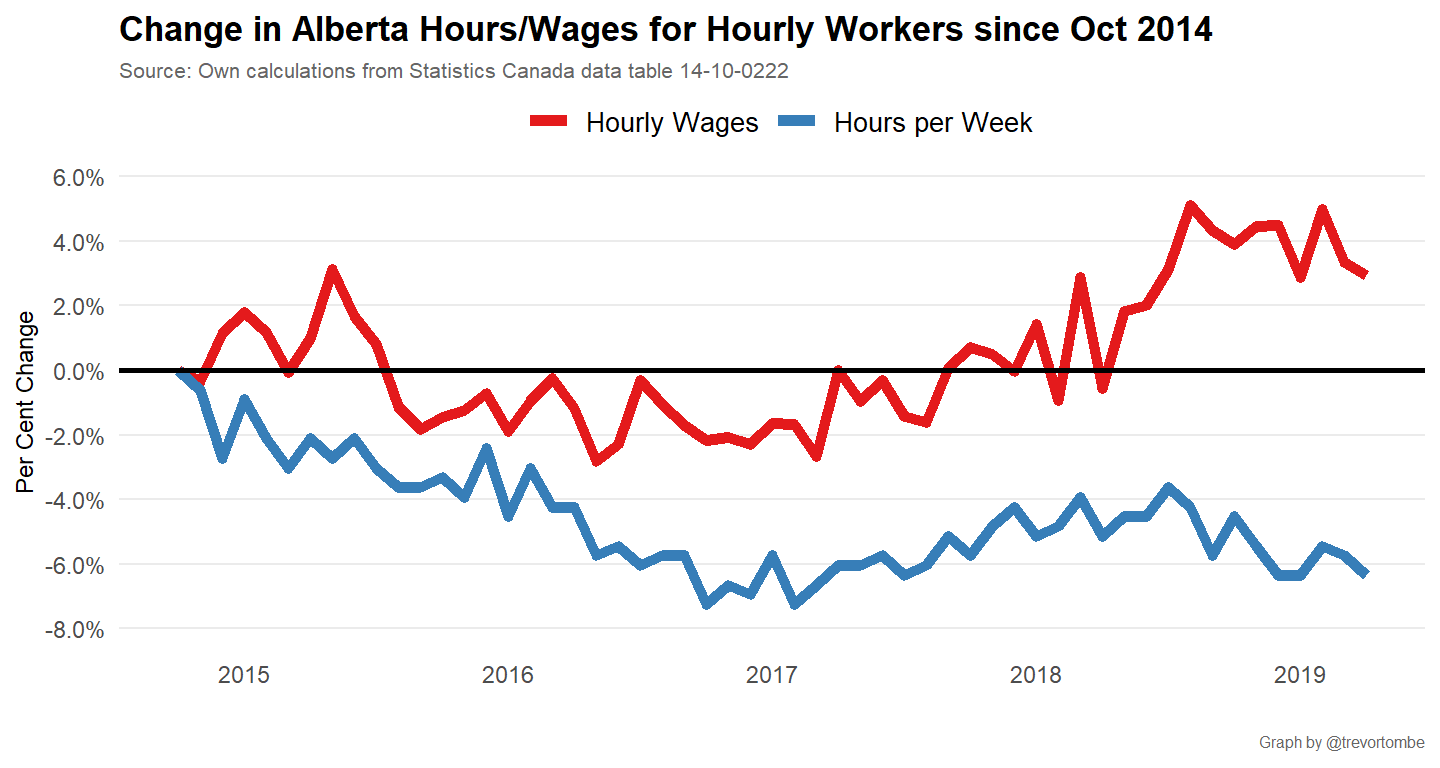 Change in Alberta Hours/Wages for Hourly Workers since Oct 2014
Source: Own calculations from Statistics Canada data table 14-10-0222
Hourly Wages Hours per Week
Per Cent Change
6.0%
4.0%
2.0%
0.0%
-2.0%
-4.0%
-6.0%
-8.0%
2015 2016 2017 2018 2019
Graph by @trevortombe